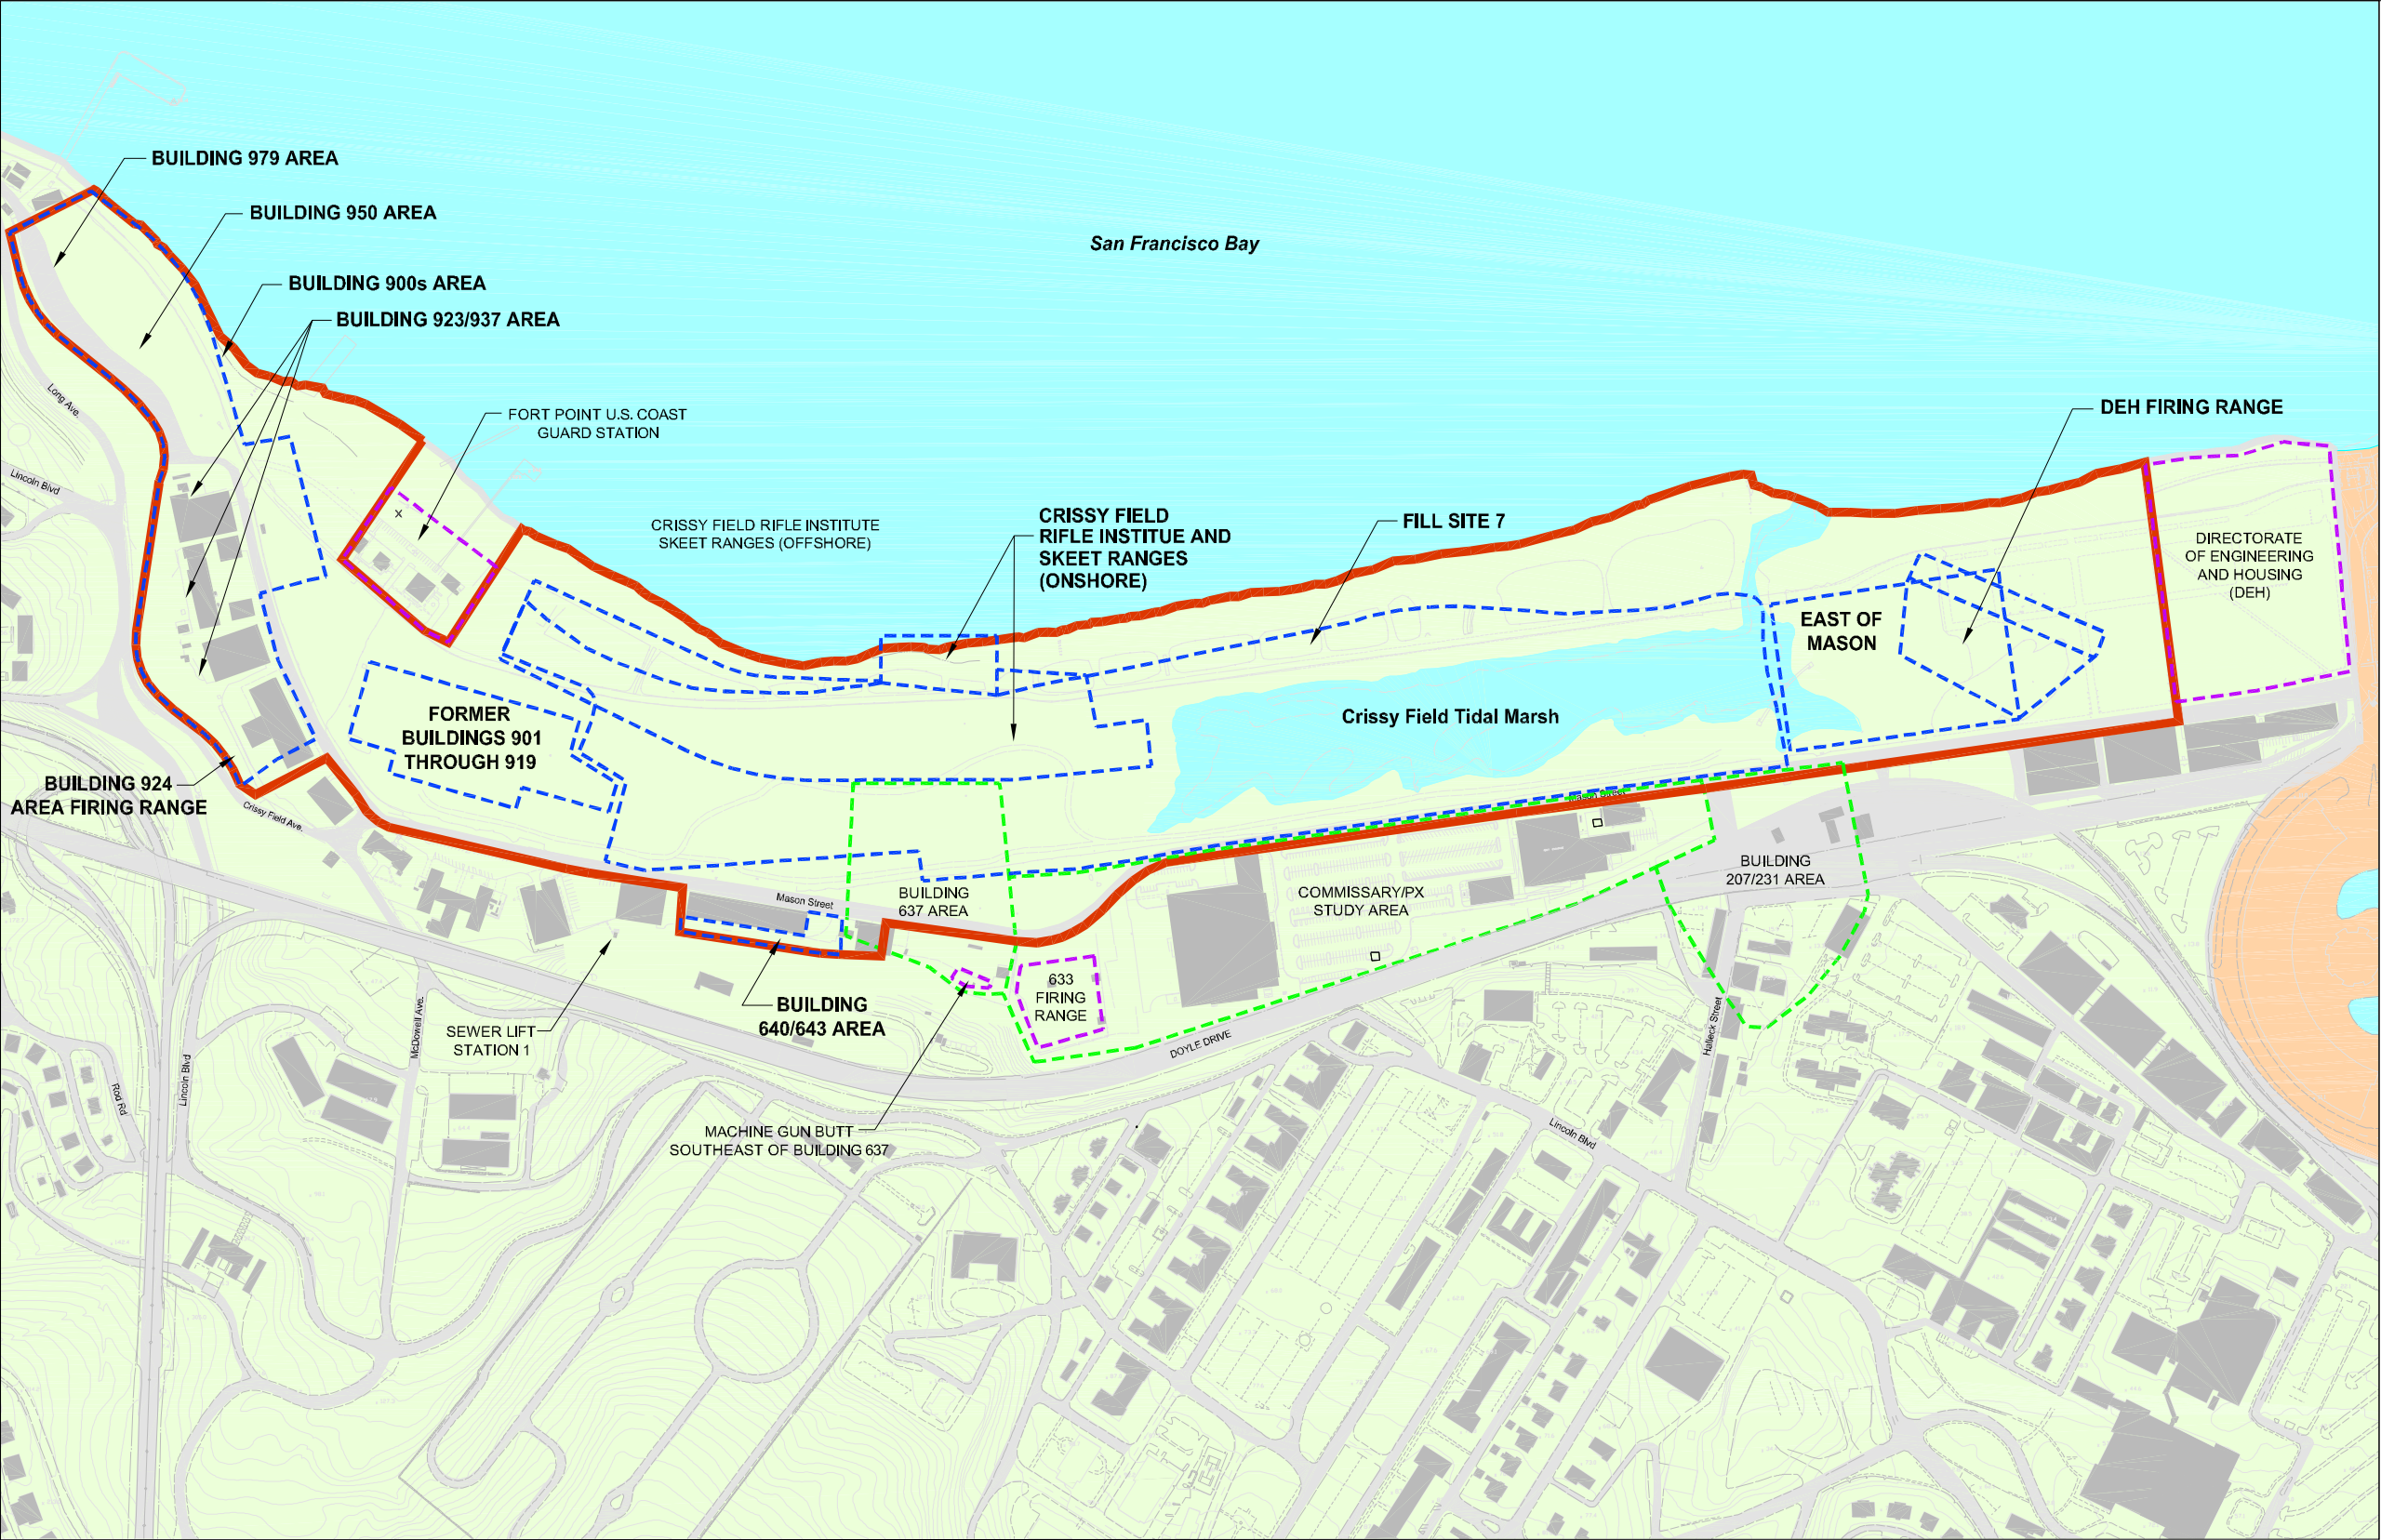 BUILDING 979 AREA
BUILDING 950 AREA
San Francisco Bay
BUILDING 900s AREA
BUILDING 923/937 AREA
Long Ave.
FORT POINT U.S. COAST
GUARD STATION
DEH FIRING RANGE
Lincoln Blvd
x
CRISSY FIELD RIFLE INSTITUTE
SKEET RANGES (OFFSHORE)
CRISSY FIELD
RIFLE INSTITUE AND
SKEET RANGES
(ONSHORE)
FILL SITE 7
DIRECTORATE
OF ENGINEERING
AND HOUSING
(DEH)
EAST OF
MASON
FORMER
BUILDINGS 901
THROUGH 919
Crissy Field Tidal Marsh
BUILDING 924
AREA FIRING RANGE
Crissy Field Ave.
Mason Street
BUILDING
207/231 AREA
BUILDING
637 AREA
Mason Street
COMMISSARY/PX
STUDY AREA
633
FIRING
RANGE
BUILDING
640/643 AREA
SEWER LIFT
STATION 1
McDowell Ave.
DOYLE DRIVE
Halleck Street
Rod Rd
Lincoln Blvd
MACHINE GUN BUTT
SOUTHEAST OF BUILDING 637
Lincoln Blvd